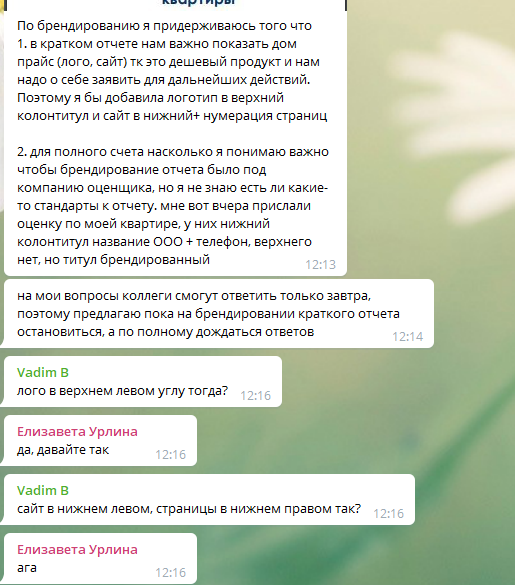 квартиры
По брендированию я придерживаюсь того что
1. в кратком отчете нам важно показать дом
прайс (лого, сайт) тк это дешевый продукт и нам
надо о себе заявить для дальнейших действий.
Поэтому я бы добавила логотип в верхний
колонтитул и сайт в нижний+ нумерация страниц
2. для полного счета насколько я понимаю важно
чтобы брендирование отчета было под
компанию оценщика, но я не знаю есть ли какие-
то стандарты к отчету. мне вот вчера прислали
оценку по моей квартире, у них нижний
колонтитул название ООО + телефон, верхнего
нет, но титул брендированный
12:13
на мои вопросы коллеги смогут ответить только завтра,
поэтому предлагаю пока на брендировании краткого отчета
остановиться, а по полному дождаться ответов
12:14
Vadim B
лого в верхнем левом углу тогда?
12:16
Елизавета Урлина
да, давайте так
12:16
Vadim B
сайт в нижнем левом, страницы в нижнем правом так?
12:16
Елизавета Урлина
ага
12:16